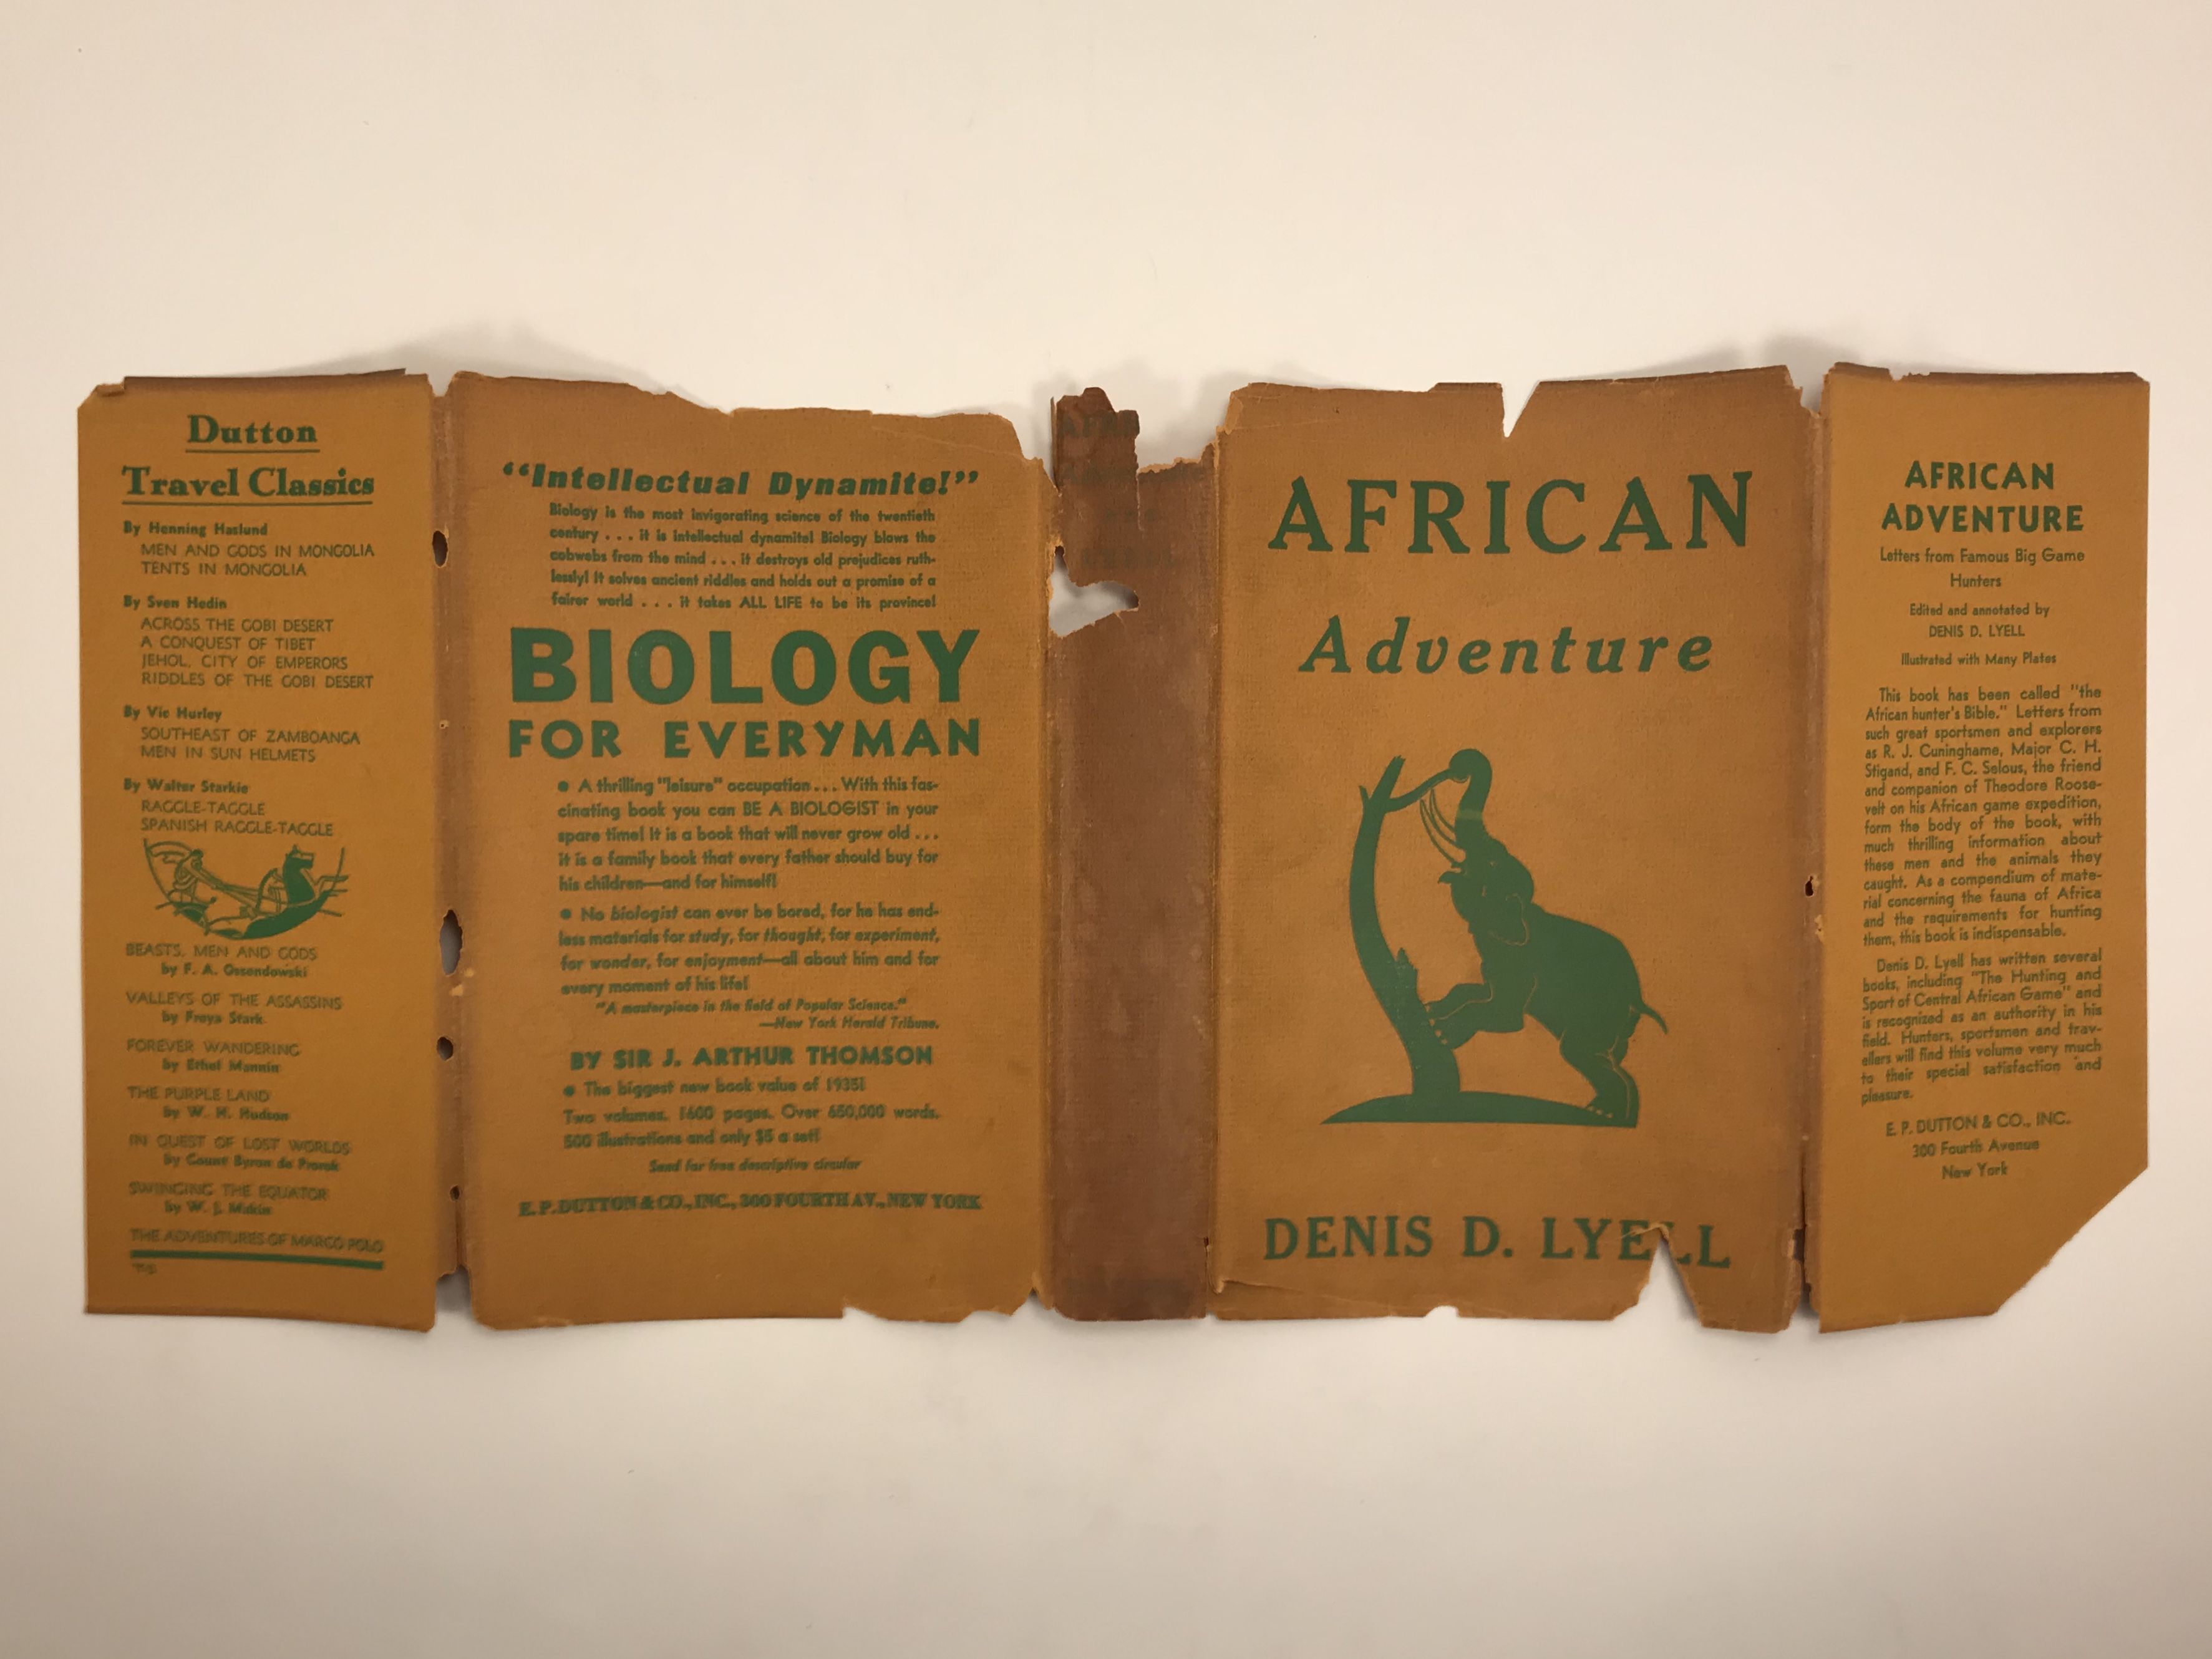 Dutton
Travel Classics
By Henning Haslund
MEN AND GODS IN MONGOLIA
TENTS IN MONGOLIA
By Sven Hedin
ACROSS THE GOBI DESERT
A CONQUEST OF TIBET
JEHOL, CITY OF EMPERORS
RIDDLES OF THE GOBI DESERT
By Vic Hurley
SOUTHEAST OF ZAMBOANGA
MEN IN SUN HELMETS
By Walter Starkie
RAGGLE-TAGGLE
SPANISH RAGGLE-TAGGLE
BEASTS, MEN AND GODS
by F. A. Ossendowski
VALLEYS OF THE ASSASSINS
by Freya Stark
FOREVER WANDERING
by Ethel Mannin
THE PURPLE LAND
by W. H. Hudson
IN QUEST OF LOST WORLDS
by Count Byron de Prorok
SWINGING THE EQUATOR
by W. J. Makin
THE ADVENTURES OF MARCO POLO
“Intellectual Dynamite!”
Biology is the most invigorating science of the twentieth
century . . . it is intellectual dynamite! Biology blows the
cobwebs from the mind . . . it destroys old prejudices ruth-
lessly! It solves ancient riddles and holds out a promise of a
fairer world . . . it takes ALL LIFE to be its province!
BIOLOGY
FOR EVERYMAN
● A thrilling "leisure" occupation . . . With this fas-
cinating book you can BE A BIOLOGIST in your
spare time! It is a book that will never grow old . . .
it is a family book that every father should buy for
his children—and for himself!
● No biologist can ever be bored, for he has end-
less materials for study, for thought, for experiment,
for wonder, for enjoyment—all about him and for
every moment of his life!
"A masterpiece in the field of Popular Science."
—New York Herald Tribune.
BY SIR J. ARTHUR THOMSON
● The biggest new book value of 1935!
Two volumes. 1600 pages. Over 650,000 words.
500 illustrations and only $5 a set!
Send for free descriptive circular
E. P. DUTTON & CO., INC., 300 FOURTH AV., NEW YORK
AFRICAN
Adventure
DENIS D. LYELL
AFRICAN
ADVENTURE
Letters from Famous Big Game
Hunters
Edited and annotated by
DENIS D. LYELL
Illustrated with Many Plates
This book has been called "the
African hunter's Bible." Letters from
such great sportsmen and explorers
as R. J. Cuninghame, Major C. H.
Stigand, and F. C. Selous, the friend
and companion of Theodore Roose-
velt on his African game expedition,
form the body of the book, with
much thrilling information about
these men and the animals they
caught. As a compendium of mate-
rial concerning the fauna of Africa
and the requirements for hunting
them, this book is indispensable.
Denis D. Lyell has written several
books, including "The Hunting and
Sport of Central African Game" and
is recognized as an authority in his
field. Hunters, sportsmen and trav-
ellers will find this volume very much
to their special satisfaction and
pleasure.
E. P. DUTTON & CO., INC.
300 Fourth Avenue
New York